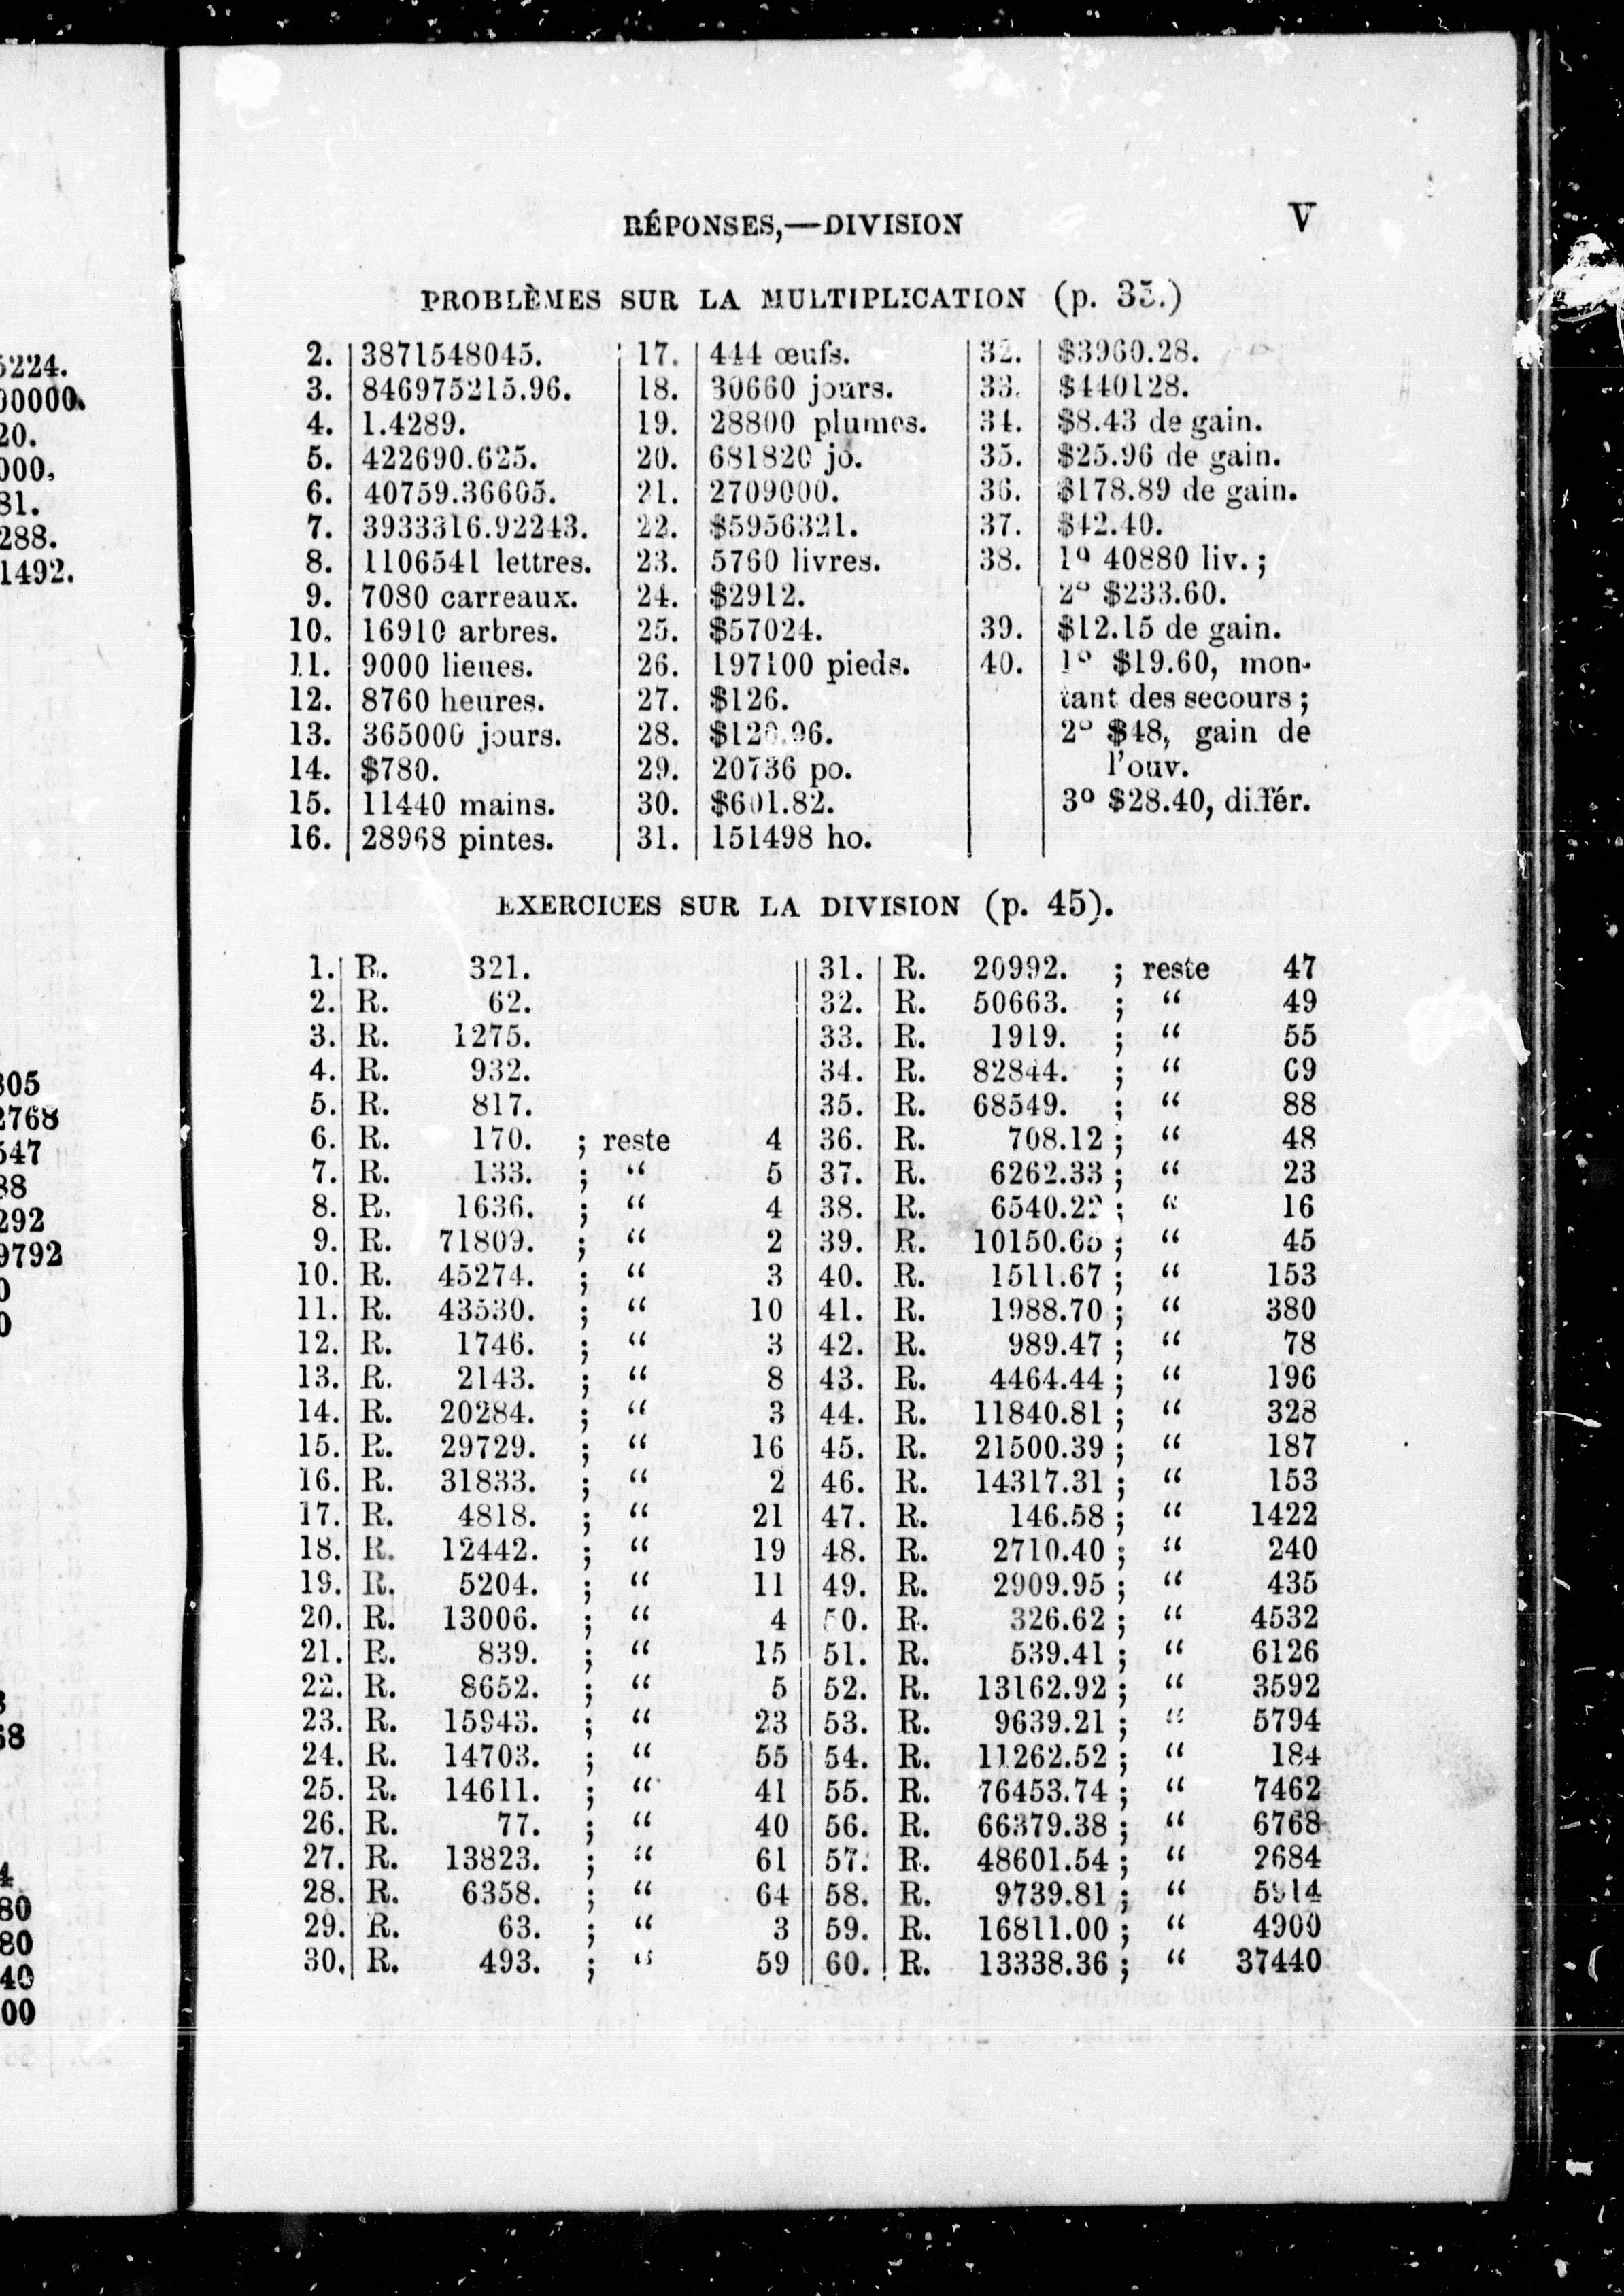 RÉPONSES,—DIVISION V
PROBLÈMES SUR LA MULTIPLICATION (p. 35.)
2. 3871548045.
3. 846975215.96.
4. 1.4289.
5. 422690.625.
6. 40759.36605.
7. 3933316.92243.
8. 1106541 lettres.
9. 7080 carreaux.
10. 16910 arbres.
11. 9000 lieues.
12. 8760 heures.
13. 365000 jours.
14. $780.
15. 11440 mains.
16. 28968 pintes.
17. 444 œufs.
18. 30660 jours.
19. 28800 plumes.
20. 681820 jo.
21. 2709000.
22. $5956321.
23. 5760 livres.
24. $2912.
25. $57024.
26. 197100 pieds.
27. $126.
28. $120.96.
29. 20736 po.
30. $601.82.
31. 151498 ho.
32. $3960.28.
33. $440128.
34. $8.43 de gain.
35. $25.96 de gain.
36. $178.89 de gain.
37. $42.40.
38. 1º 40880 liv. ;
2º $233.60.
39. $12.15 de gain.
40. 1º $19.60, mon-
tant des secours ;
2º $48, gain de
l'ouv.
3º $28.40, différ.
EXERCICES SUR LA DIVISION (p. 45).
1. R. 321.
2. R. 62.
3. R. 1275.
4. R. 932.
5. R. 817.
6. R. 170. ; reste 4
7. R. 133. ; “ 5
8. R. 1636. ; “ 4
9. R. 71809. ; “ 2
10. R. 45274. ; “ 3
11. R. 43530. ; “ 10
12. R. 1746. ; “ 3
13. R. 2143. ; “ 8
14. R. 20284. ; “ 3
15. R. 29729. ; “ 16
16. R. 31833. ; “ 2
17. R. 4818. ; “ 21
18. R. 12442. ; “ 19
19. R. 5204. ; “ 11
20. R. 13006. ; “ 4
21. R. 839. ; “ 15
22. R. 8652. ; “ 5
23. R. 15943. ; “ 23
24. R. 14703. ; “ 55
25. R. 14611. ; “ 41
26. R. 77. ; “ 40
27. R. 13823. ; “ 61
28. R. 6358. ; “ 64
29. R. 63. ; “ 3
30. R. 493. ; “ 59
31. R. 20992. ; reste 47
32. R. 50663. ; “ 49
33. R. 1919. ; “ 55
34. R. 82844. ; “ 69
35. R. 68549. ; “ 88
36. R. 708.12 ; “ 48
37. R. 6262.33 ; “ 23
38. R. 6540.22 ; “ 16
39. R. 10150.65 ; “ 45
40. R. 1511.67 ; “ 153
41. R. 1988.70 ; “ 380
42. R. 989.47 ; “ 78
43. R. 4464.44 ; “ 196
44. R. 11840.81 ; “ 328
45. R. 21500.39 ; “ 187
46. R. 14317.31 ; “ 153
47. R. 146.58 ; “ 1422
48. R. 2710.40 ; “ 240
49. R. 2909.95 ; “ 435
50. R. 326.62 ; “ 4532
51. R. 539.41 ; “ 6126
52. R. 13162.92 ; “ 3592
53. R. 9639.21 ; “ 5794
54. R. 11262.52 ; “ 184
55. R. 76453.74 ; “ 7462
56. R. 66379.38 ; “ 6768
57. R. 48601.54 ; “ 2684
58. R. 9739.81 ; “ 5914
59. R. 16811.00 ; “ 4900
60. R. 13338.36 ; “ 37440